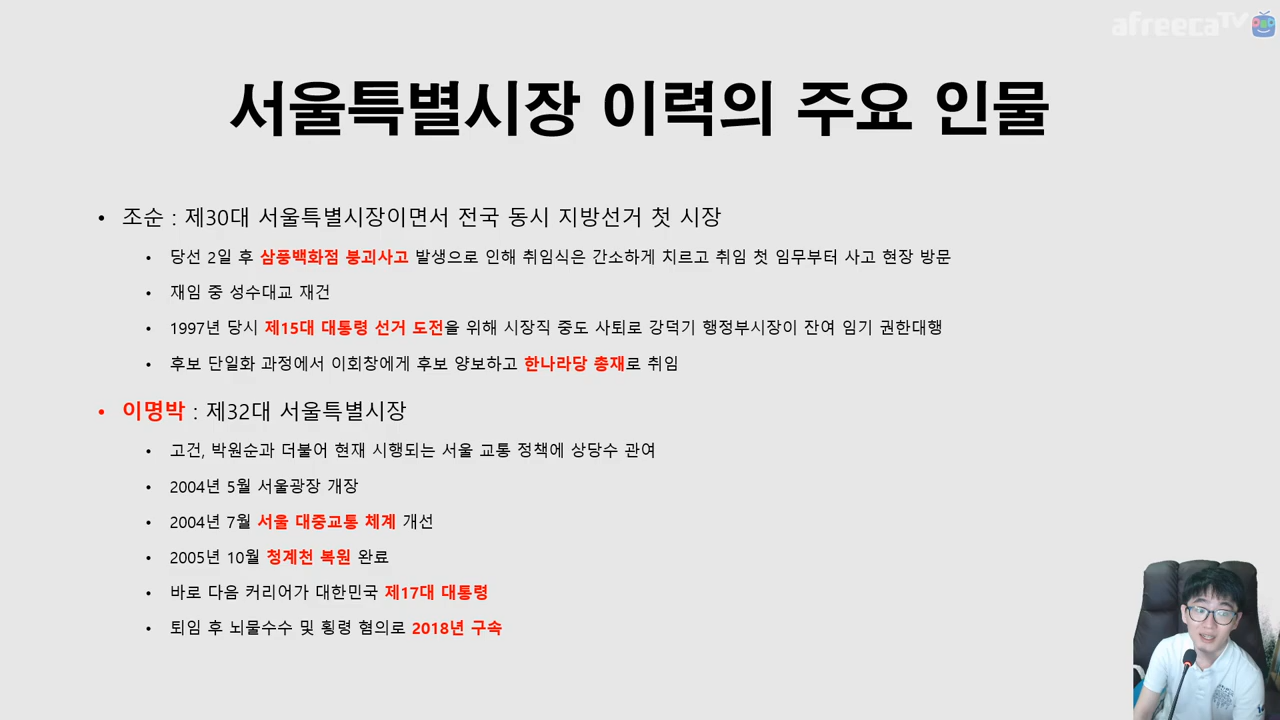 afreecaTV
서울특별시장 이력의 주요 인물
• 조순 : 제30대 서울특별시장이면서 전국 동시 지방선거 첫 시장
• 당선 2일 후 삼풍백화점 붕괴사고 발생으로 인해 취임식은 간소하게 치르고 취임 첫 임무부터 사고 현장 방문
• 재임 중 성수대교 재건
• 1997년 당시 제15대 대통령 선거 도전을 위해 시장직 중도 사퇴로 강덕기 행정부시장이 잔여 임기 권한대행
• 후보 단일화 과정에서 이회창에게 후보 양보하고 한나라당 총재로 취임
• 이명박 : 제32대 서울특별시장
• 고건, 박원순과 더불어 현재 시행되는 서울 교통 정책에 상당수 관여
• 2004년 5월 서울광장 개장
• 2004년 7월 서울 대중교통 체계 개선
• 2005년 10월 청계천 복원 완료
• 바로 다음 커리어가 대한민국 제17대 대통령
• 퇴임 후 뇌물수수 및 횡령 혐의로 2018년 구속